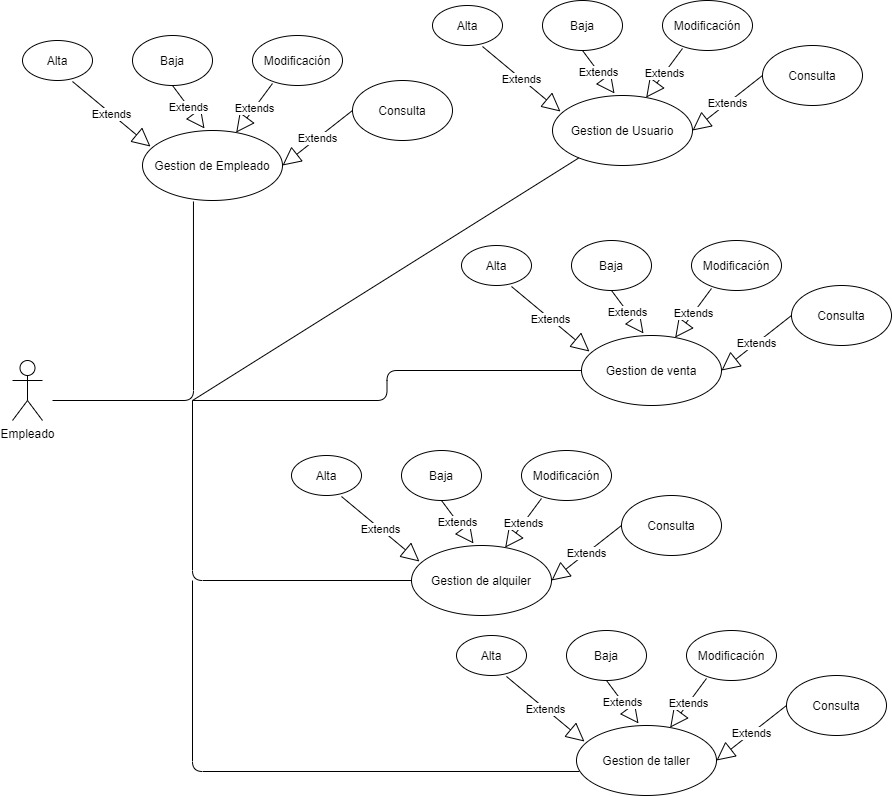 Alta
Baja
Modificación
Consulta
Extends
Extends
Extends
Extends
Gestion de Empleado
Alta
Baja
Modificación
Consulta
Extends
Extends
Extends
Extends
Gestion de Usuario
Alta
Baja
Modificación
Consulta
Extends
Extends
Extends
Extends
Gestion de venta
Empleado
Alta
Baja
Modificación
Consulta
Extends
Extends
Extends
Extends
Gestion de alquiler
Alta
Baja
Modificación
Consulta
Extends
Extends
Extends
Extends
Gestion de taller